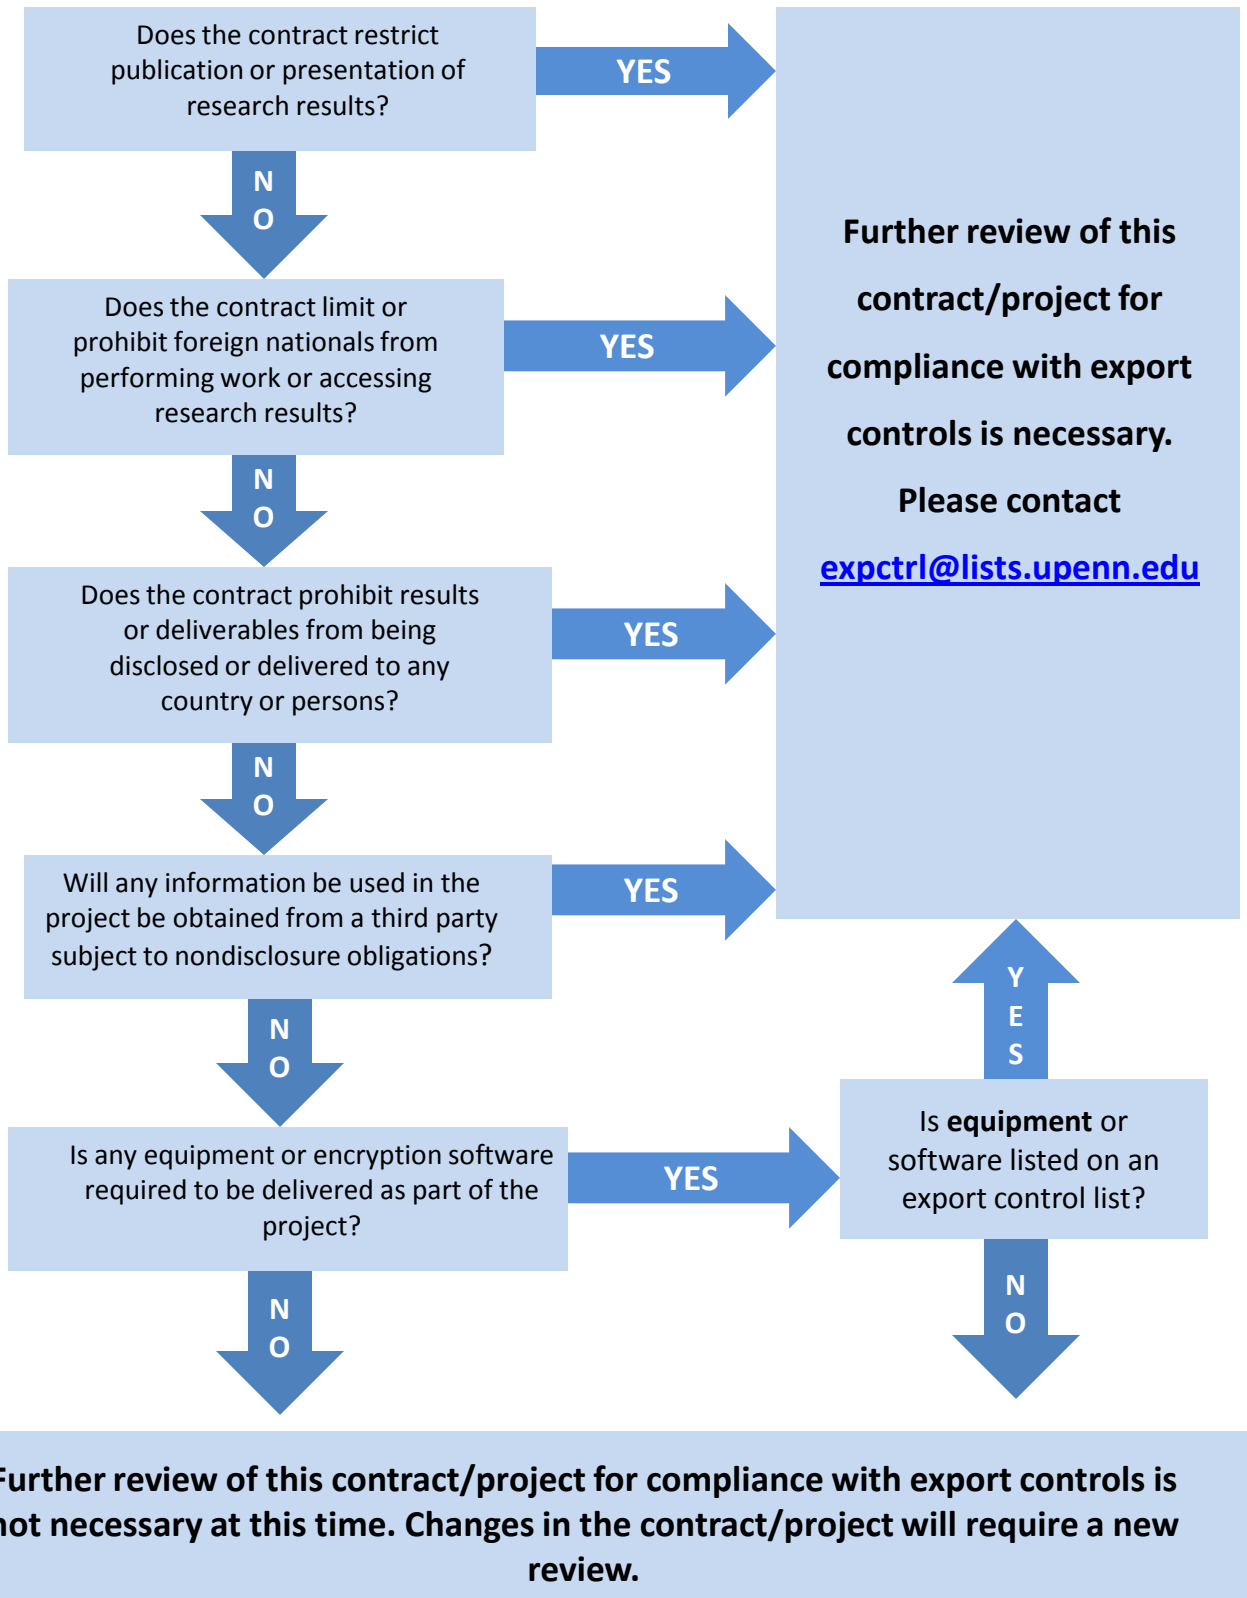 Does the contract restrict
publication or presentation of
research results?
YES
N
O
Does the contract limit or
prohibit foreign nationals from
performing work or accessing
research results?
YES
N
O
Does the contract prohibit results
or deliverables from being
disclosed or delivered to any
country or persons?
YES
N
O
Will any information be used in the
project be obtained from a third party
subject to nondisclosure obligations?
YES
N
O
Is any equipment or encryption software
required to be delivered as part of the
project?
YES
N
O
Further review of this
contract/project for
compliance with export
controls is necessary.
Please contact
expctrl@lists.upenn.edu
Y
E
S
Is equipment or
software listed on an
export control list?
N
O
Further review of this contract/project for compliance with export controls is
not necessary at this time. Changes in the contract/project will require a new
review.